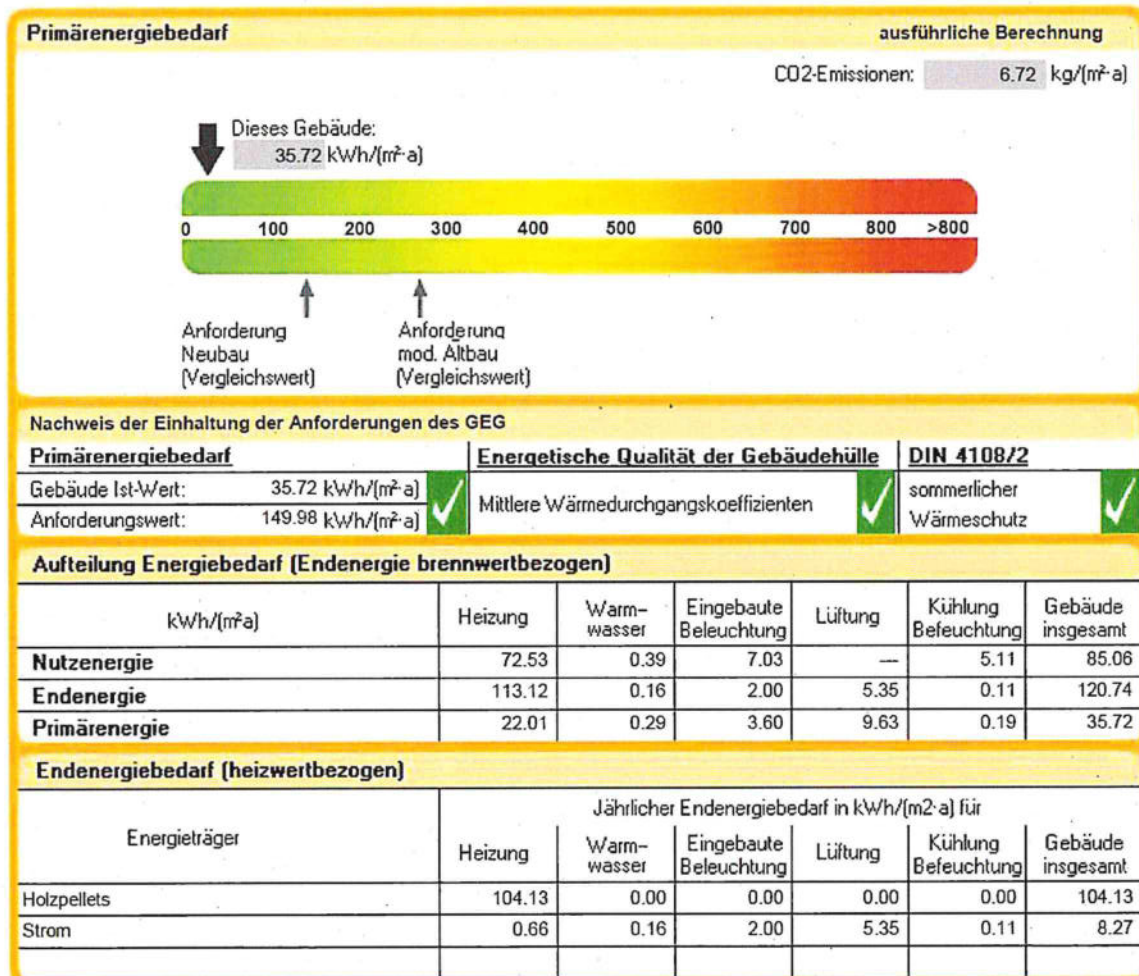 Primärenergiebedarf ausführliche Berechnung
CO2-Emissionen: 6.72 kg/(m²·a)
Dieses Gebäude:
35.72 kWh/(m²·a)
0 100 200 300 400 500 600 700 800 >800
Anforderung Neubau (Vergleichswert)
Anforderung mod. Altbau (Vergleichswert)
Nachweis der Einhaltung der Anforderungen des GEG
Primärenergiebedarf Energetische Qualität der Gebäudehülle DIN 4108/2
Gebäude Ist-Wert: 35.72 kWh/(m²·a)
Anforderungswert: 149.98 kWh/(m²·a)
Mittlere Wärmedurchgangskoeffizienten
sommerlicher
Wärmeschutz
Aufteilung Energiebedarf (Endenergie brennwertbezogen)
kWh/(m²a) Heizung Warm-wasser Eingebaute Beleuchtung Lüftung Kühlung Befeuchtung Gebäude insgesamt
Nutzenergie 72.53 0.39 7.03 — 5.11 85.06
Endenergie 113.12 0.16 2.00 5.35 0.11 120.74
Primärenergie 22.01 0.29 3.60 9.63 0.19 35.72
Endenergiebedarf (heizwertbezogen)
Jährlicher Endenergiebedarf in kWh/(m2·a) für
Energieträger Heizung Warm-wasser Eingebaute Beleuchtung Lüftung Kühlung Befeuchtung Gebäude insgesamt
Holzpellets 104.13 0.00 0.00 0.00 0.00 104.13
Strom 0.66 0.16 2.00 5.35 0.11 8.27